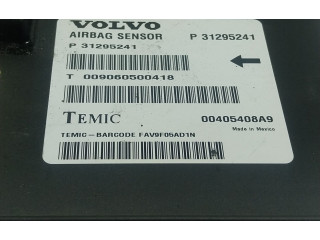 VOLVO
AIRBAG SENSOR P 31295241
P 31295241
T 009060500418
TEMIC 00405408A9
Made in Mexico
TEMIC-BARCODE FAV9F05AD1N